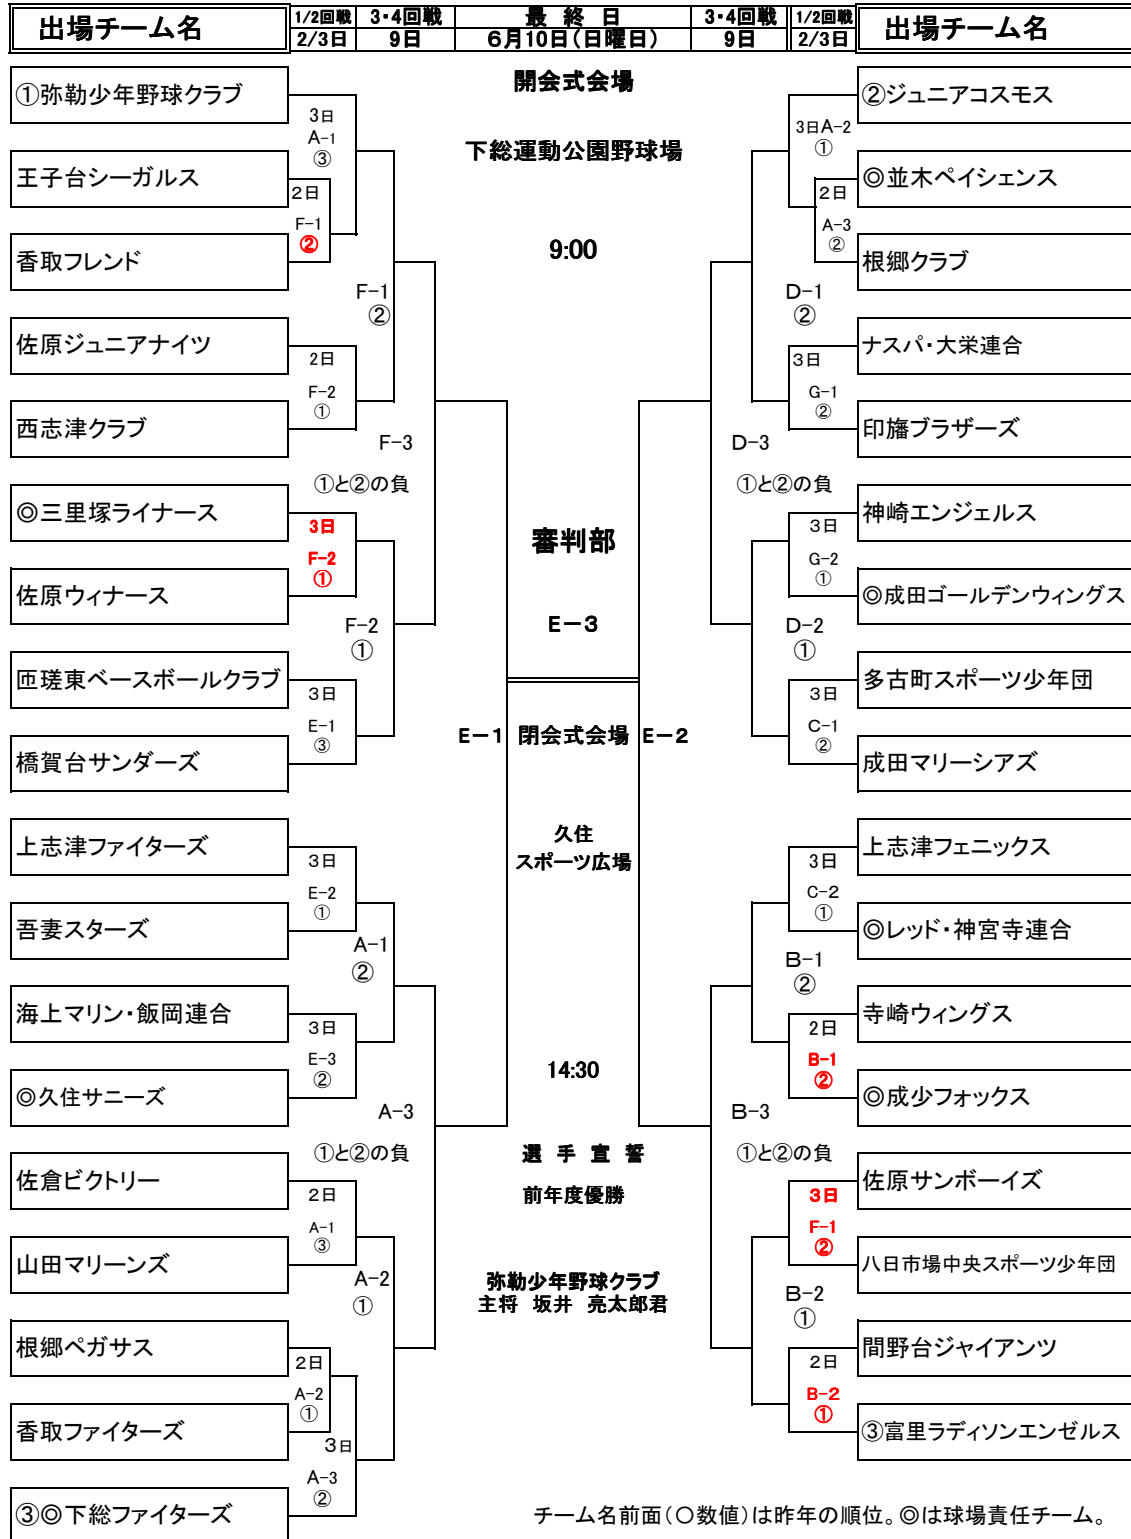 出場チーム名 1/2回戦 3・4回戦 最終日 3・4回戦 1/2回戦 出場チーム名
2/3日 9日 6月10日(日曜日) 9日 2/3日
①弥勒少年野球クラブ
王子台シーガルス
香取フレンド
佐原ジュニアナイツ
西志津クラブ
◎三里塚ライナース
佐原ウィナース
匝瑳東ベースボールクラブ
橋賀台サンダーズ
上志津ファイターズ
吾妻スターズ
海上マリン・飯岡連合
◎久住サニーズ
佐倉ビクトリー
山田マリーンズ
根郷ペガサス
香取ファイターズ
③◎下総ファイターズ
3日
A-1
③
2日
F-1
②
2日
F-2
①
3日
F-2
①
3日
E-1
③
3日
E-2
①
3日
E-3
②
2日
A-1
③
2日
A-2
①
3日
A-3
②
F-1
②
F-3
①と②の負
F-2
①
A-1
②
A-3
①と②の負
A-2
①
開会式会場
下総運動公園野球場
9:00
審判部
E-3
E-1 閉会式会場 E-2
久住
スポーツ広場
14:30
選手宣誓
前年度優勝
弥勒少年野球クラブ
主将 坂井 亮太郎君
D-1
②
D-3
①と②の負
D-2
①
B-1
②
B-3
①と②の負
B-2
①
3日A-2
①
2日
A-3
②
3日
G-1
②
3日
G-2
①
3日
C-1
②
3日
C-2
①
2日
B-1
②
3日
F-1
②
2日
B-2
①
②ジュニアコスモス
◎並木ペイシェンス
根郷クラブ
ナスパ・大栄連合
印旛ブラザーズ
神崎エンジェルス
◎成田ゴールデンウィングス
多古町スポーツ少年団
成田マリーシアズ
上志津フェニックス
◎レッド・神宮寺連合
寺崎ウィングス
◎成少フォックス
佐原サンボーイズ
八日市場中央スポーツ少年団
間野台ジャイアンツ
③富里ラディソンエンゼルス
チーム名前面(〇数値)は昨年の順位。◎は球場責任チーム。